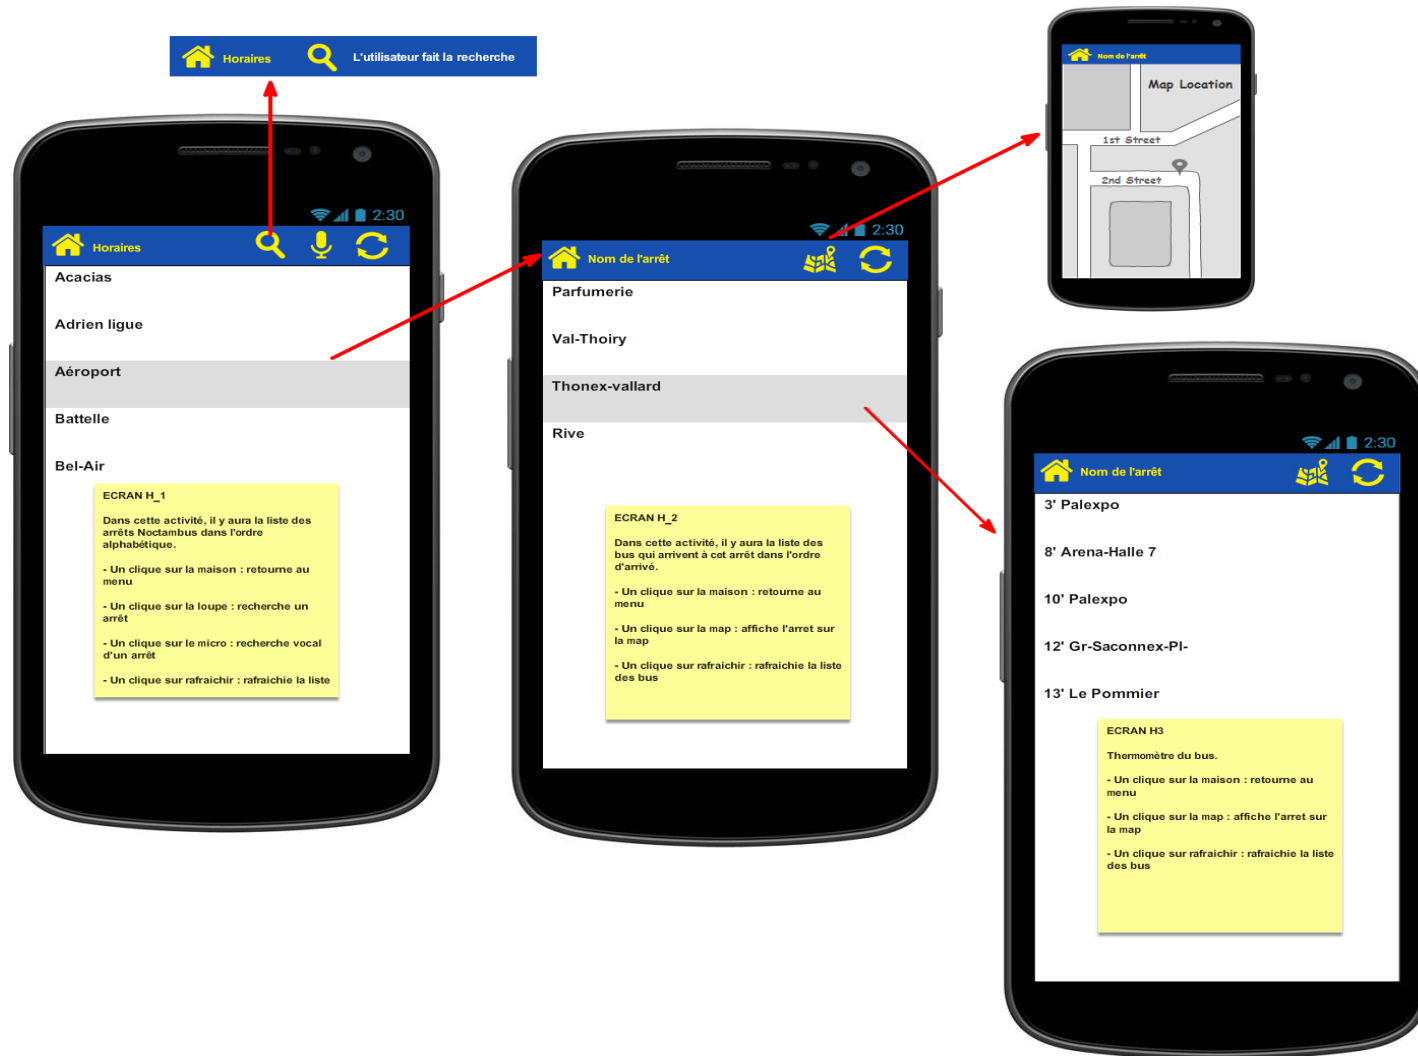 Horaires
L'utilisateur fait la recherche
2:30
Horaires
Acacias
Adrien ligue
Aéroport
Battelle
Bel-Air
ECRAN H_1
Dans cette activité, il y aura la liste des
arrêts Noctambus dans l'ordre
alphabétique.
- Un clique sur la maison : retourne au
menu
- Un clique sur la loupe : recherche un
arrêt
- Un clique sur le micro : recherche vocal
d'un arrêt
- Un clique sur rafraichir : rafraichie la liste
2:30
Nom de l'arrêt
Parfumerie
Val-Thoiry
Thonex-vallard
Rive
ECRAN H_2
Dans cette activité, il y aura la liste des
bus qui arrivent à cet arrêt dans l'ordre
d'arrivé.
- Un clique sur la maison : retourne au
menu
- Un clique sur la map : affiche l'arret sur
la map
- Un clique sur rafraichir : rafraichie la liste
des bus
Nom de l'arrêt
Map Location
1st Street
2nd Street
2:30
Nom de l'arrêt
3' Palexpo
8' Arena-Halle 7
10' Palexpo
12' Gr-Saconnex-Pl-
13' Le Pommier
ECRAN H3
Thermomètre du bus.
- Un clique sur la maison : retourne au
menu
- Un clique sur la map : affiche l'arret sur
la map
- Un clique sur rafraichir : rafraichie la liste
des bus